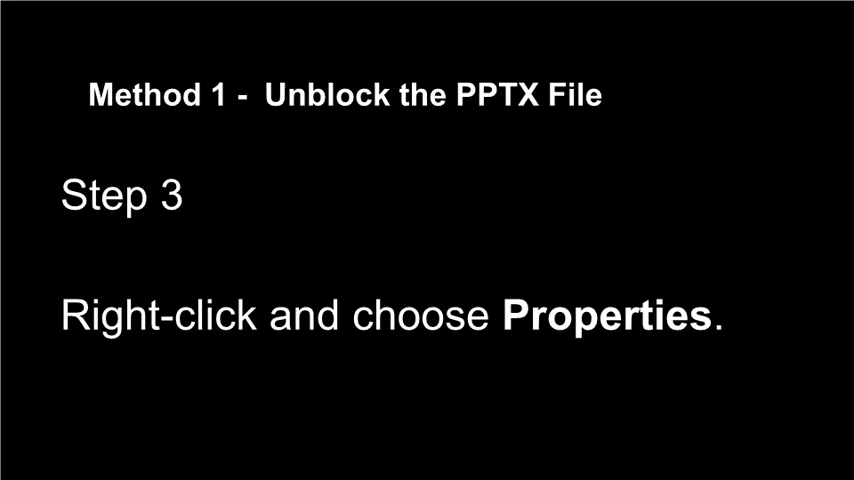 Method 1 -  Unblock the PPTX File
Step 3
Right-click and choose Properties.